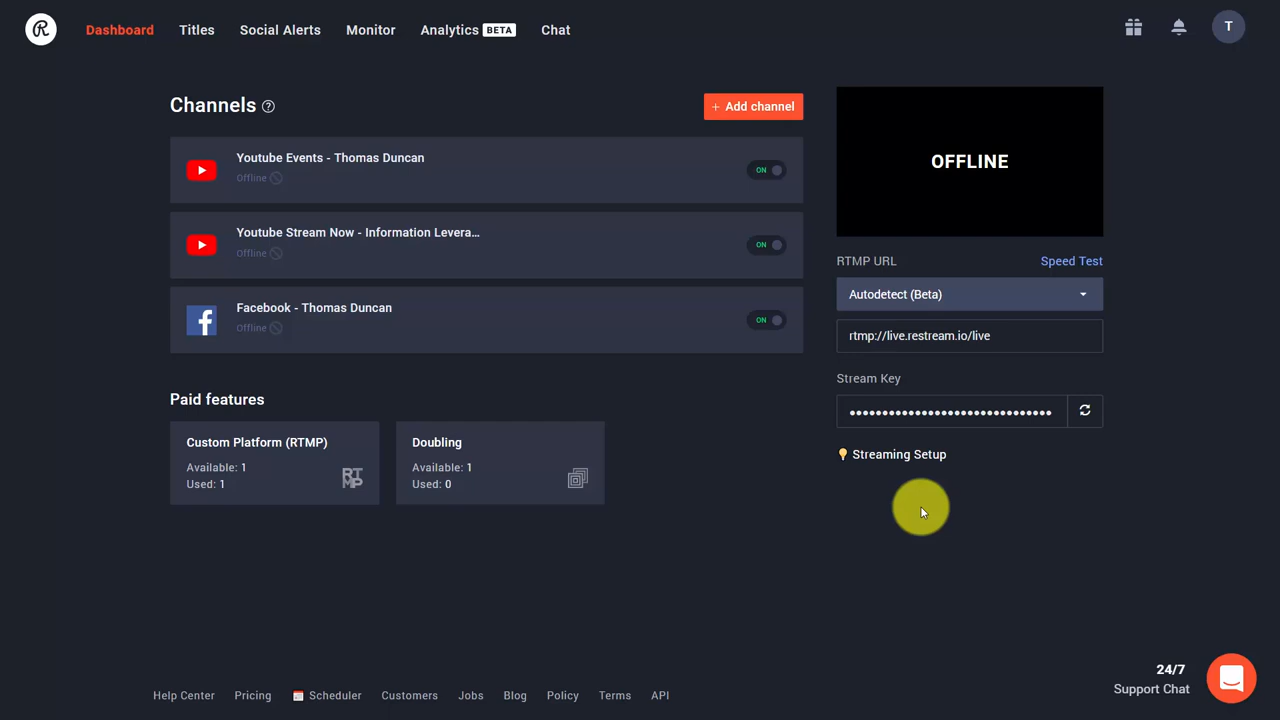 Dashboard Titles Social Alerts Monitor Analytics BETA Chat T
Channels ?
+ Add channel
Youtube Events - Thomas Duncan
Offline
ON
Youtube Stream Now - Information Levera...
Offline
ON
Facebook - Thomas Duncan
Offline
ON
Paid features
Custom Platform (RTMP)
Available: 1
Used: 1
RT
MP
Doubling
Available: 1
Used: 0
OFFLINE
RTMP URL Speed Test
Autodetect (Beta)
rtmp://live.restream.io/live
Stream Key
Streaming Setup
24/7
Support Chat
Help Center Pricing Scheduler Customers Jobs Blog Policy Terms API